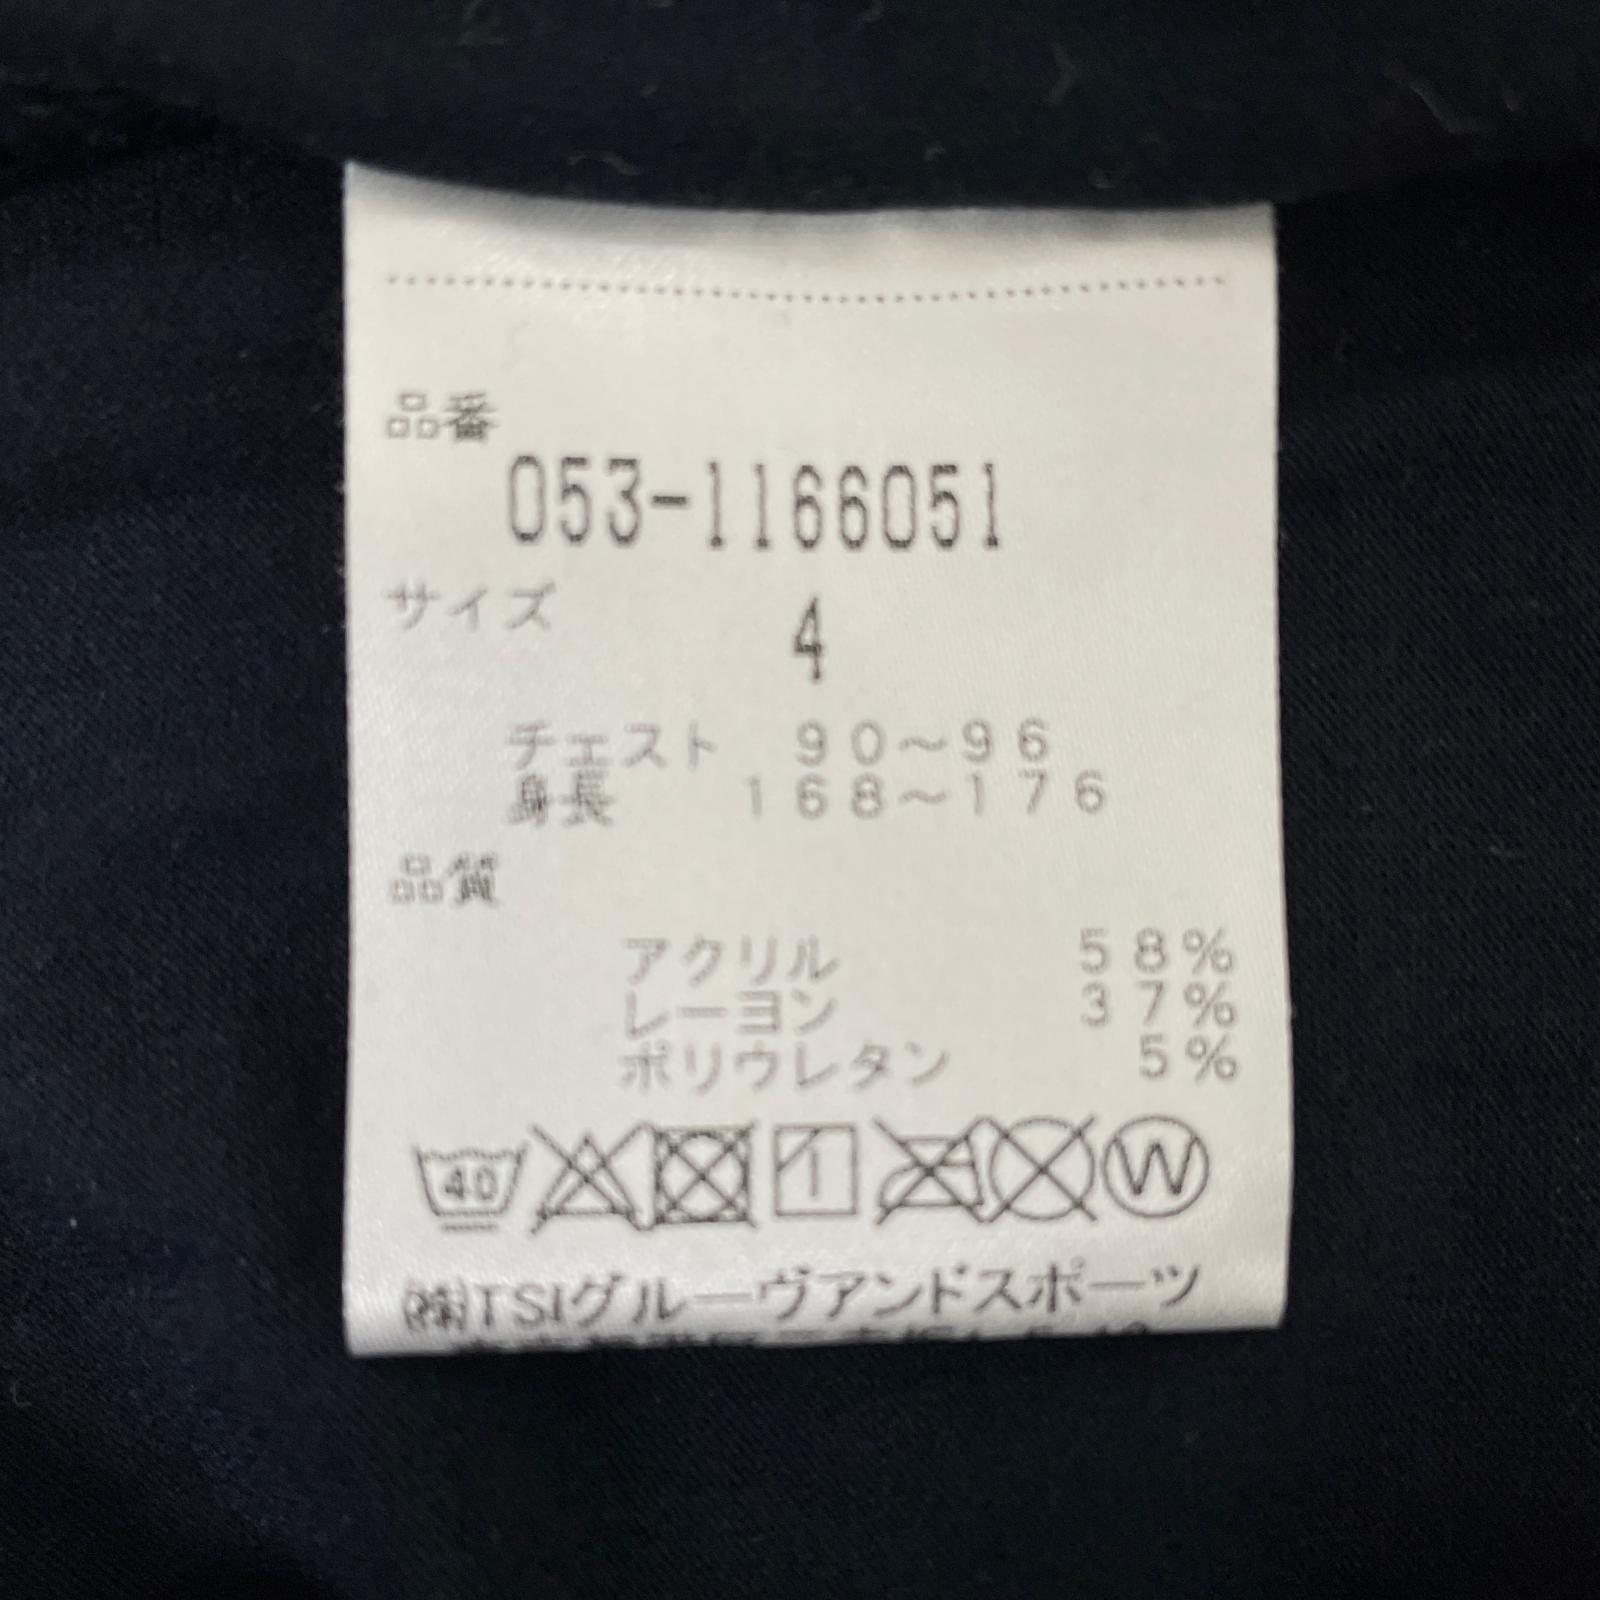 品番
053-1166051
サイズ 4
チェスト 90~96
身長 168~176
品質
アクリル 58%
レーヨン 37%
ポリウレタン 5%
40 W
㈱TSIグルーヴアンドスポーツ